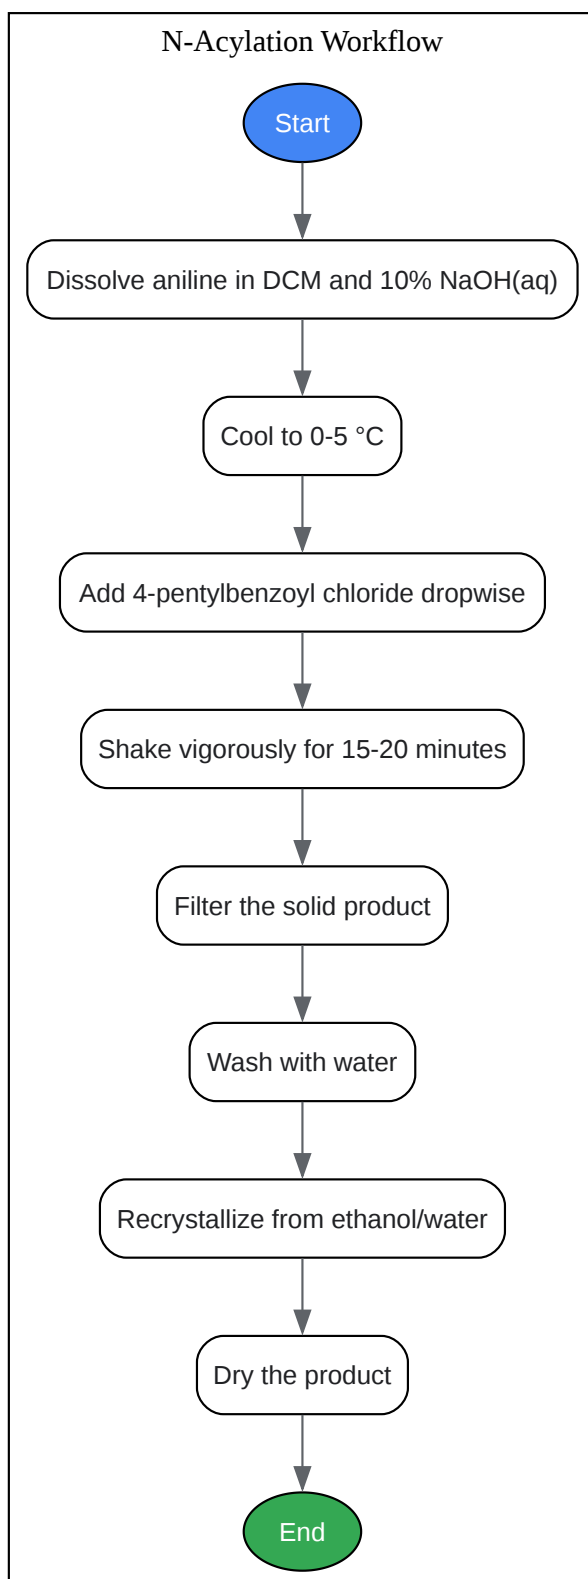 N-Acylation Workflow
Start
Dissolve aniline in DCM and 10% NaOH(aq)
Cool to 0-5 °C
Add 4-pentylbenzoyl chloride dropwise
Shake vigorously for 15-20 minutes
Filter the solid product
Wash with water
Recrystallize from ethanol/water
Dry the product
End